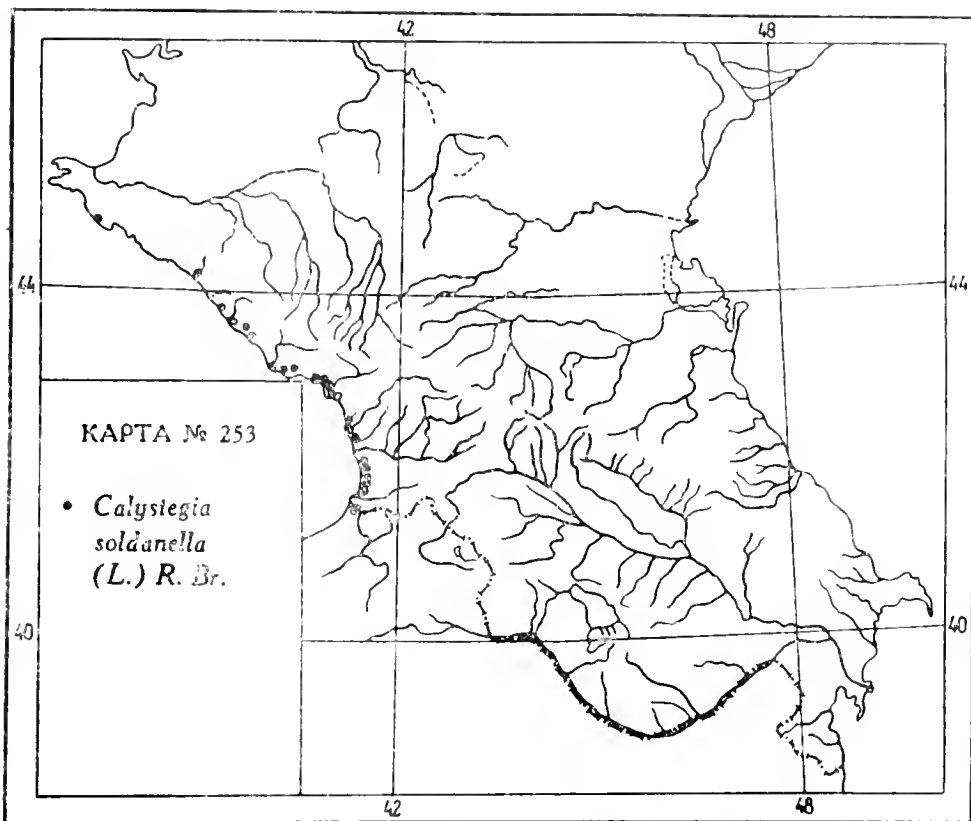 42 48
44 44
КАРТА № 253
• Calystegia
soldanella
(L.) R. Br.
40 40
42 48